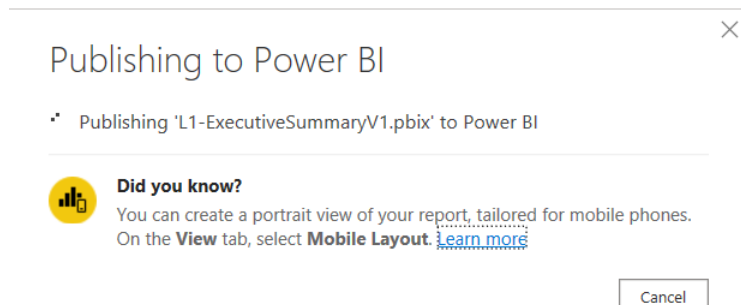 Publishing to Power BI
Publishing 'L1-ExecutiveSummaryV1.pbix' to Power BI
Did you know?
You can create a portrait view of your report, tailored for mobile phones.
On the View tab, select Mobile Layout. Learn more
Cancel